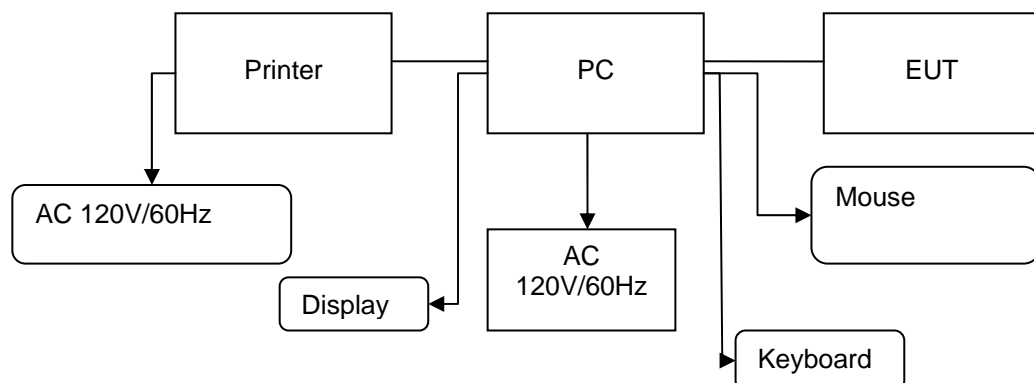 Printer
PC
EUT
AC 120V/60Hz
Mouse
AC
120V/60Hz
Display
Keyboard